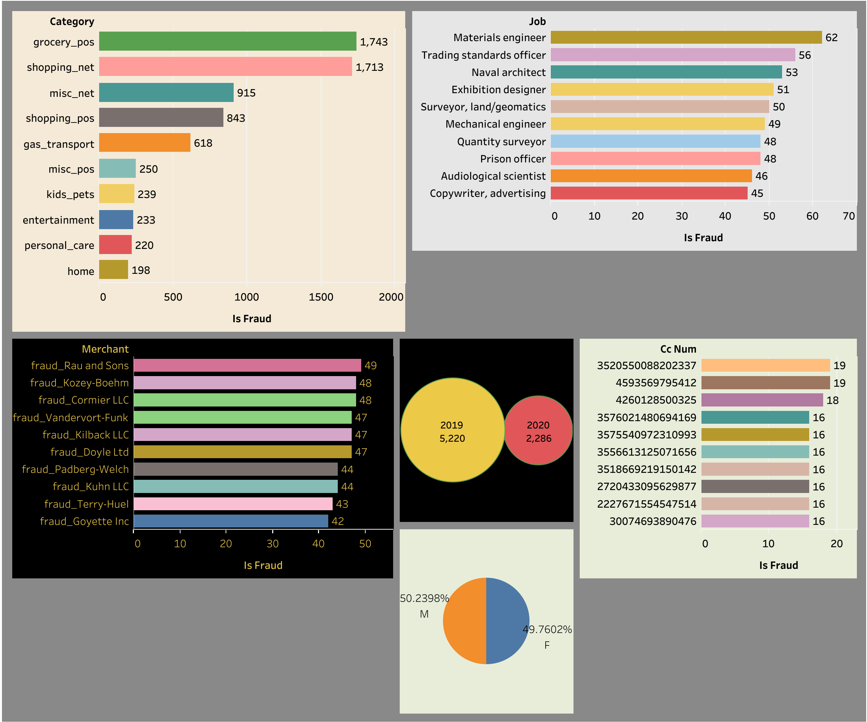 Category
grocery_pos 1,743
shopping_net 1,713
misc_net 915
shopping_pos 843
gas_transport 618
misc_pos 250
kids_pets 239
entertainment 233
personal_care 220
home 198
0 500 1000 1500 2000
Is Fraud
Job
Materials engineer 62
Trading standards officer 56
Naval architect 53
Exhibition designer 51
Surveyor, land/geomatics 50
Mechanical engineer 49
Quantity surveyor 48
Prison officer 48
Audiological scientist 46
Copywriter, advertising 45
0 10 20 30 40 50 60 70
Is Fraud
Merchant
fraud_Rau and Sons 49
fraud_Kozey-Boehm 48
fraud_Cormier LLC 48
fraud_Vandervort-Funk 47
fraud_Kilback LLC 47
fraud_Doyle Ltd 47
fraud_Padberg-Welch 44
fraud_Kuhn LLC 44
fraud_Terry-Huel 43
fraud_Goyette Inc 42
0 10 20 30 40 50
Is Fraud
2019
5,220
2020
2,286
Cc Num
3520550088202337 19
4593569795412 19
4260128500325 18
3576021480694169 16
3575540972310993 16
3556613125071656 16
3518669219150142 16
2720433095629877 16
2227671554547514 16
30074693890476 16
0 10 20
Is Fraud
50.2398%
M
49.7602%
F